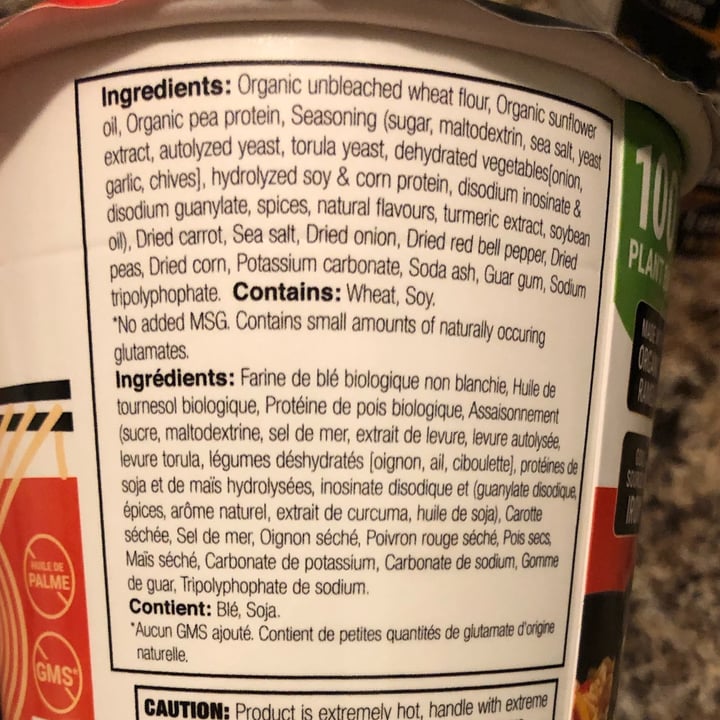 Ingredients: Organic unbleached wheat flour, Organic sunflower
oil, Organic pea protein, Seasoning (sugar, maltodextrin, sea salt, yeast
extract, autolyzed yeast, torula yeast, dehydrated vegetables[onion,
garlic, chives], hydrolyzed soy & corn protein, disodium inosinate &
disodium guanylate, spices, natural flavours, turmeric extract, soybean
oil), Dried carrot, Sea salt, Dried onion, Dried red bell pepper, Dried
peas, Dried corn, Potassium carbonate, Soda ash, Guar gum, Sodium
tripolyphophate. Contains: Wheat, Soy.
*No added MSG. Contains small amounts of naturally occuring
glutamates.
Ingrédients: Farine de blé biologique non blanchie, Huile de
tournesol biologique, Protéine de pois biologique, Assaisonnement
(sucre, maltodextrine, sel de mer, extrait de levure, levure autolysée,
levure torula, légumes déshydratés [oignon, ail, ciboulette], protéines de
soja et de maïs hydrolysées, inosinate disodique et (guanylate disodique,
épices, arôme naturel, extrait de curcuma, huile de soja), Carotte
séchée, Sel de mer, Oignon séché, Poivron rouge séché, Pois secs,
Maïs séché, Carbonate de potassium, Carbonate de sodium, Gomme
de guar, Tripolyphophate de sodium.
Contient: Blé, Soja.
*Aucun GMS ajouté. Contient de petites quantités de glutamate d'origine
naturelle.
CAUTION: Product is extremely hot, handle with extreme
HUILE DE
PALME
GMS*
100
PLANT
MADE